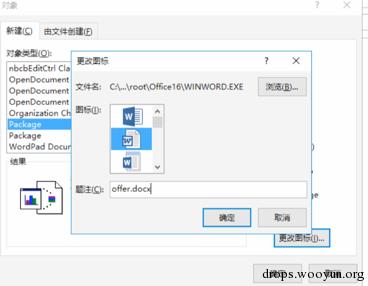 对象
新建(C)
由文件创建(F)
对象类型(O):
nbcbEditCtrl Cla
OpenDocument
OpenDocument
OpenDocument
Organization Ch
Package
Package
WordPad Docum
结果
更改图标
文件名: C:\...\root\Office16\WINWORD.EXE
浏览(B)...
图标(I):
题注(C): offer.docx
确定
取消
更改图标(I)...
drops.wooyun.org